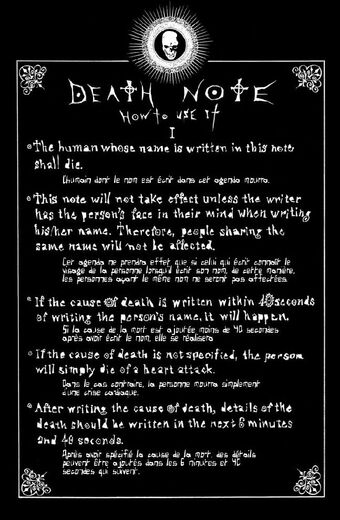 DEATH NOTE
How to use it
I
The human whose name is written in this note
shall die.
L'humain dont le nom est écrit dans cet agenda mourra.
This note will not take effect unless the writer
has the person's face in their mind when writing
his/her name. Therefore, people sharing the
same name will not be affected.
Cet agenda ne prendra effet que si celui qui écrit connaît le
visage de la personne lorsqu'il écrit son nom, de cette manière,
les personnes ayant le même nom ne seront pas affectées.
If the cause of death is written within 40 seconds
of writing the person's name, it will happen.
Si la cause de la mort est ajoutée moins de 40 secondes
après avoir écrit le nom, elle se réalisera
If the cause of death is not specified, the person
will simply die of a heart attack.
Dans le cas contraire, la personne mourra simplement
d'une crise cardiaque.
After writing the cause of death, details of the
death should be written in the next 6 minutes
and 40 seconds.
Après avoir spécifié la cause de la mort, des détails
peuvent être ajoutés dans les 6 minutes et 40
secondes qui suivent.